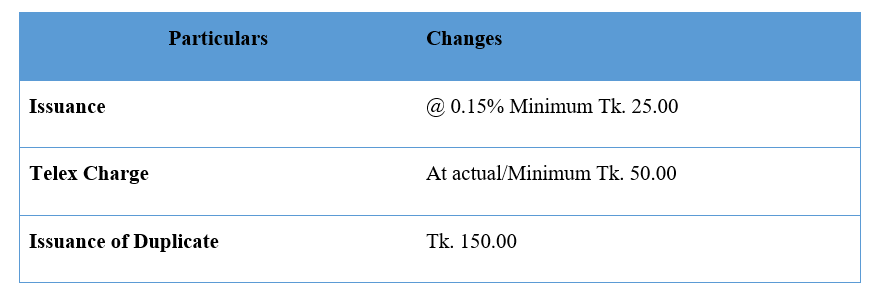 Particulars Changes
Issuance @ 0.15% Minimum Tk. 25.00
Telex Charge At actual/Minimum Tk. 50.00
Issuance of Duplicate Tk. 150.00